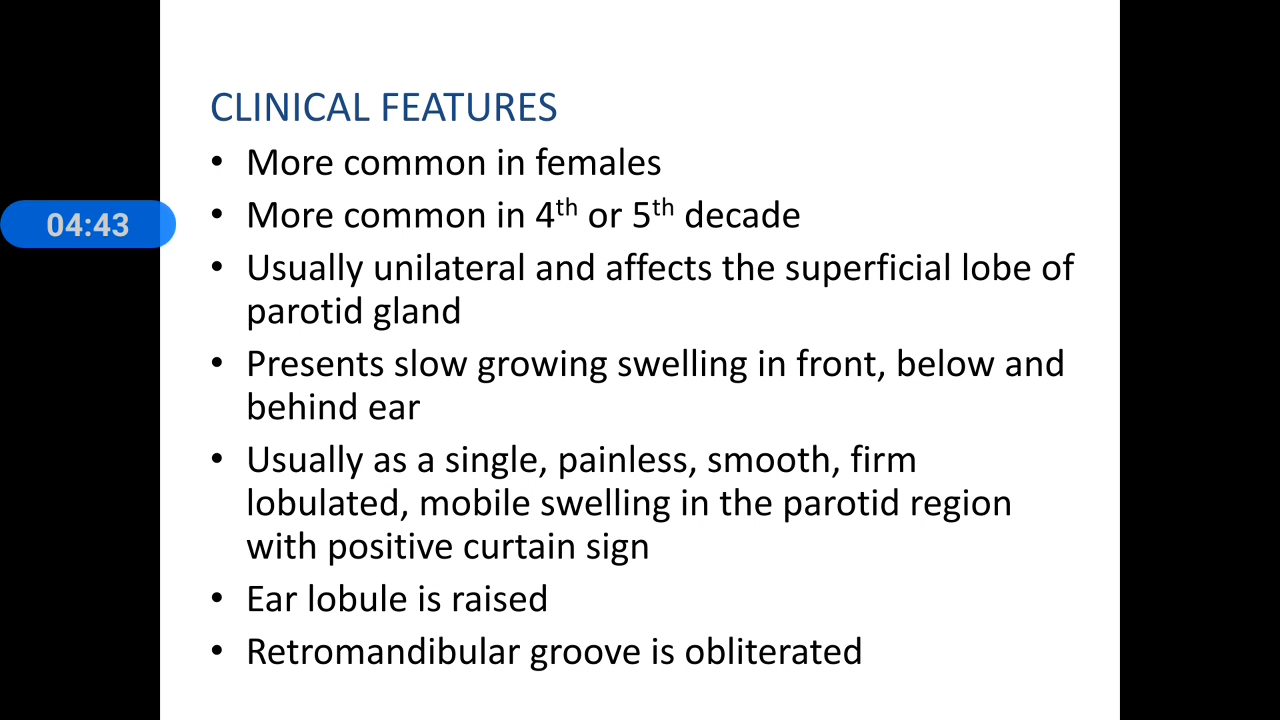 CLINICAL FEATURES
• More common in females
04:43
• More common in 4th or 5th decade
• Usually unilateral and affects the superficial lobe of
parotid gland
• Presents slow growing swelling in front, below and
behind ear
• Usually as a single, painless, smooth, firm
lobulated, mobile swelling in the parotid region
with positive curtain sign
• Ear lobule is raised
• Retromandibular groove is obliterated